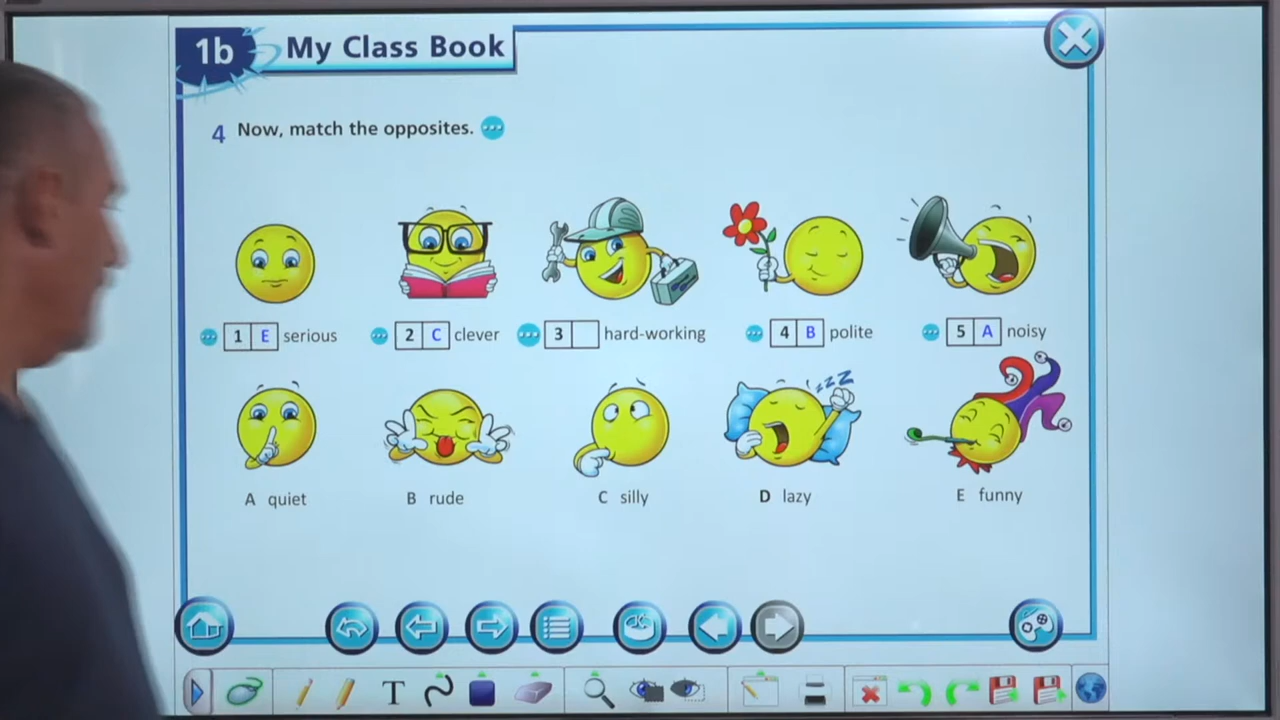 1b My Class Book
4 Now, match the opposites.
1 E serious 2 C clever 3 hard-working 4 B polite 5 A noisy
zzZ
A quiet B rude C silly D lazy E funny
T